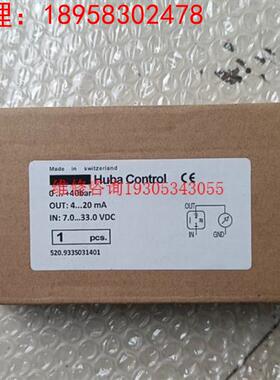 理：18958302478
Made in switzerland
Huba Control CE
0...+40bar
维修咨询19305343055
OUT: 4...20 mA
IN: 7.0...33.0 VDC
OUT
IN
GND
1 pcs.
520.933S031401